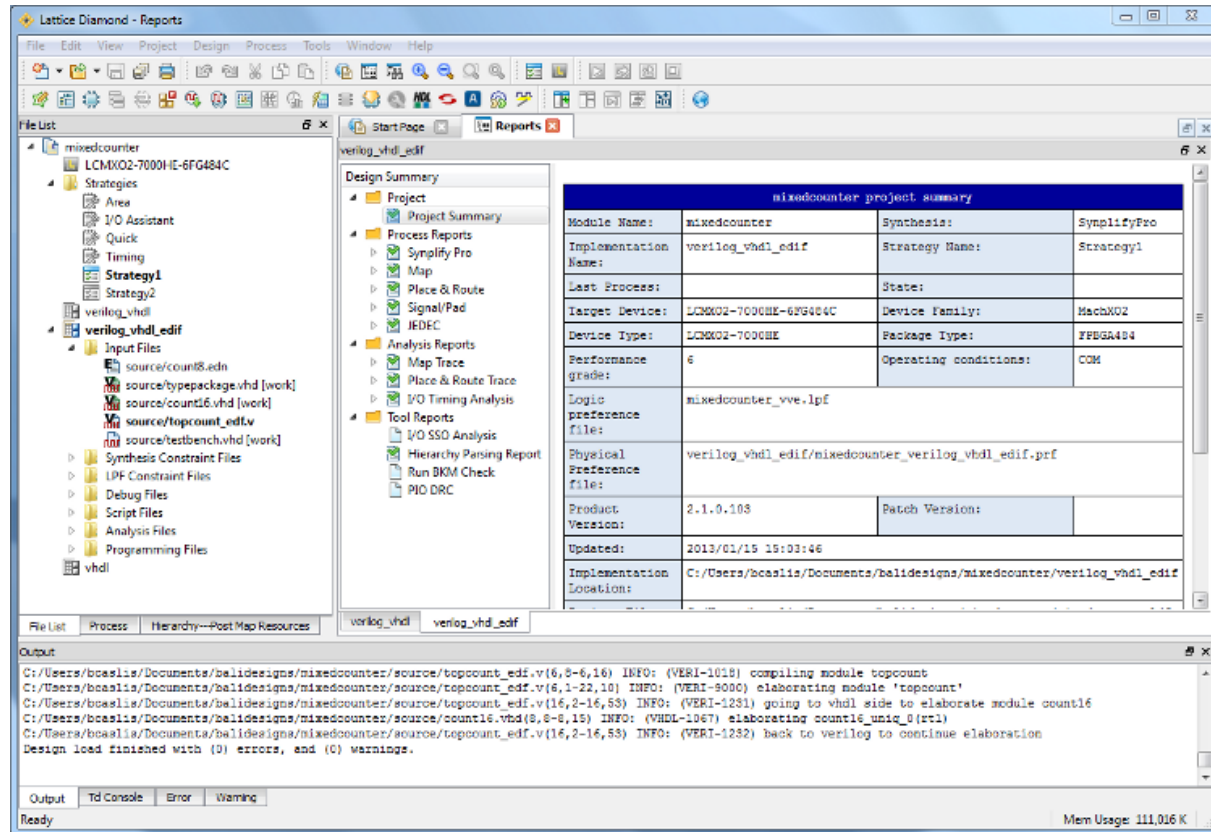 Lattice Diamond - Reports
File Edit View Project Design Process Tools Window Help
File List
mixedcounter
LCMXO2-7000HE-6FG484C
Strategies
Area
I/O Assistant
Quick
Timing
Strategy1
Strategy2
verilog_vhdl
verilog_vhdl_edif
Input Files
source/count8.edn
source/typepackage.vhd [work]
source/count16.vhd [work]
source/topcount_edf.v
source/testbench.vhd [work]
Synthesis Constraint Files
LPF Constraint Files
Debug Files
Script Files
Analysis Files
Programming Files
vhdl
File List Process Hierarchy---Post Map Resources
Start Page Reports
verilog_vhdl_edif
Design Summary
Project
Project Summary
Process Reports
Synplify Pro
Map
Place & Route
Signal/Pad
JEDEC
Analysis Reports
Map Trace
Place & Route Trace
I/O Timing Analysis
Tool Reports
I/O SSO Analysis
Hierarchy Parsing Report
Run BKM Check
PIO DRC
mixedcounter project summary
Module Name: mixedcounter Synthesis: SynplifyPro
Implementation Name: verilog_vhdl_edif Strategy Name: Strategy1
Last Process: State:
Target Device: LCMXO2-7000HE-6FG484C Device Family: MachXO2
Device Type: LCMXO2-7000HE Package Type: FPBGA484
Performance grade: 6 Operating conditions: COM
Logic preference file: mixedcounter_vve.lpf
Physical Preference file: verilog_vhdl_edif/mixedcounter_verilog_vhdl_edif.prf
Product Version: 2.1.0.103 Patch Version:
Updated: 2013/01/15 15:03:46
Implementation Location: C:/Users/bcaslis/Documents/balidesigns/mixedcounter/verilog_vhdl_edif
verilog_vhdl verilog_vhdl_edif
Output
C:/Users/bcaslis/Documents/balidesigns/mixedcounter/source/topcount_edf.v(6,8-6,16) INFO: (VERI-1018) compiling module topcount
C:/Users/bcaslis/Documents/balidesigns/mixedcounter/source/topcount_edf.v(6,1-22,10) INFO: (VERI-9000) elaborating module 'topcount'
C:/Users/bcaslis/Documents/balidesigns/mixedcounter/source/topcount_edf.v(16,2-16,53) INFO: (VERI-1231) going to vhdl side to elaborate module count16
C:/Users/bcaslis/Documents/balidesigns/mixedcounter/source/count16.vhd(8,8-8,15) INFO: (VHDL-1067) elaborating count16_uniq_0(rtl)
C:/Users/bcaslis/Documents/balidesigns/mixedcounter/source/topcount_edf.v(16,2-16,53) INFO: (VERI-1232) back to verilog to continue elaboration
Design load finished with (0) errors, and (0) warnings.
Output Tcl Console Error Warning
Ready Mem Usage: 111,016 K